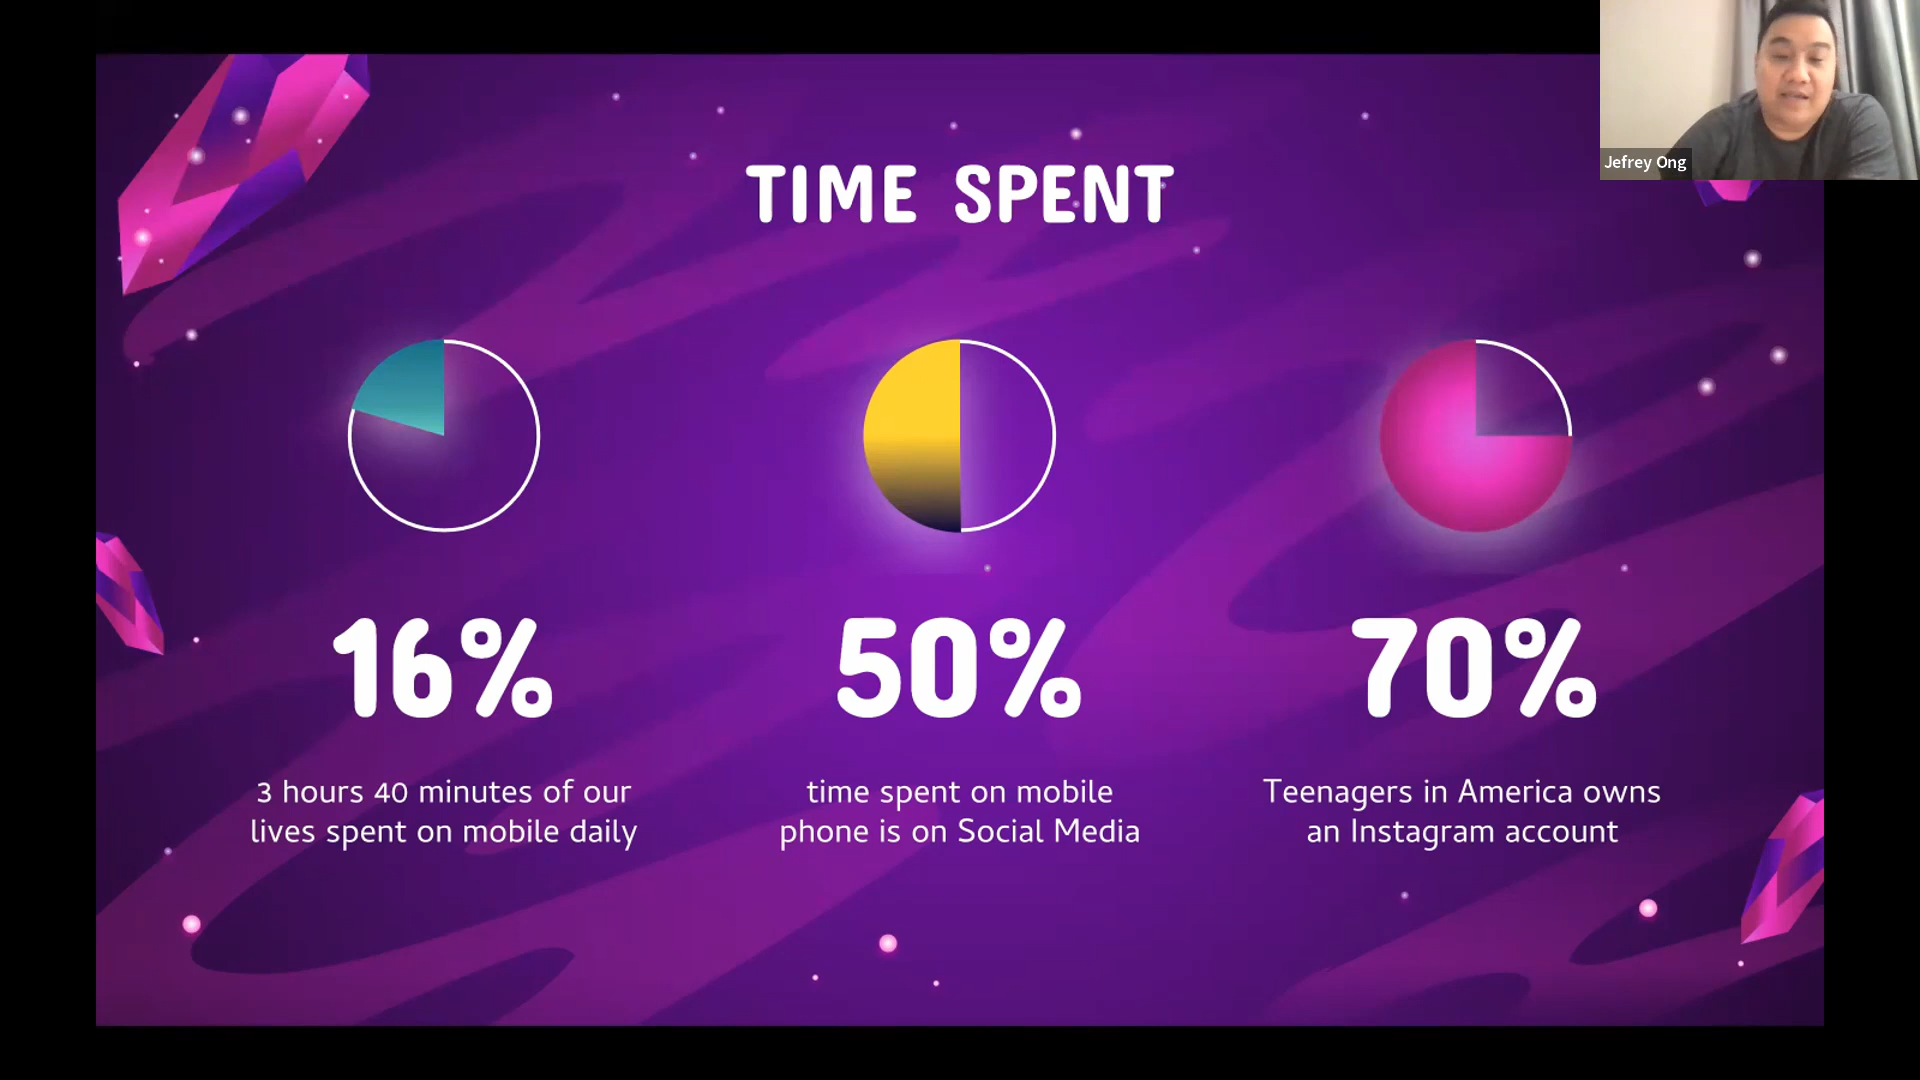 Jefrey Ong
TIME SPENT
16%
3 hours 40 minutes of our
lives spent on mobile daily
50%
time spent on mobile
phone is on Social Media
70%
Teenagers in America owns
an Instagram account